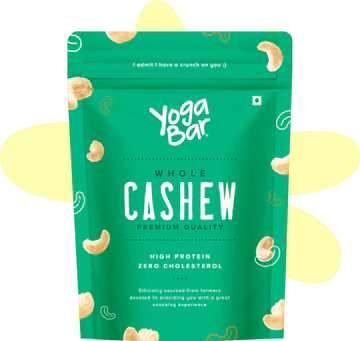 I admit I have a crunch on you ;)
Yoga
Bar.
WHOLE
CASHEW
PREMIUM QUALITY
HIGH PROTEIN
ZERO CHOLESTEROL
Ethically sourced from farmers
devoted to providing you with a great
snacking experience